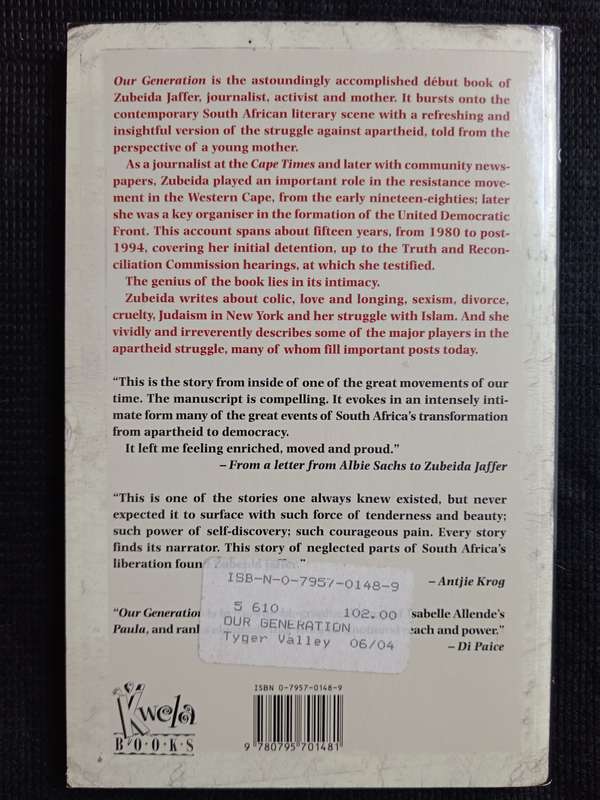 Our Generation is the astoundingly accomplished début book of
Zubeida Jaffer, journalist, activist and mother. It bursts onto the
contemporary South African literary scene with a refreshing and
insightful version of the struggle against apartheid, told from the
perspective of a young mother.
As a journalist at the Cape Times and later with community news-
papers, Zubeida played an important role in the resistance move-
ment in the Western Cape, from the early nineteen-eighties; later
she was a key organiser in the formation of the United Democratic
Front. This account spans about fifteen years, from 1980 to post-
1994, covering her initial detention, up to the Truth and Recon-
ciliation Commission hearings, at which she testified.
The genius of the book lies in its intimacy.
Zubeida writes about colic, love and longing, sexism, divorce,
cruelty, Judaism in New York and her struggle with Islam. And she
vividly and irreverently describes some of the major players in the
apartheid struggle, many of whom fill important posts today.
“This is the story from inside of one of the great movements of our
time. The manuscript is compelling. It evokes in an intensely inti-
mate form many of the great events of South Africa’s transformation
from apartheid to democracy.
It left me feeling enriched, moved and proud.”
– From a letter from Albie Sachs to Zubeida Jaffer
“This is one of the stories one always knew existed, but never
expected it to surface with such force of tenderness and beauty;
such power of self-discovery; such courageous pain. Every story
finds its narrator. This story of neglected parts of South Africa’s
liberation found Zubeida Jaffer.”
– Antjie Krog
ISB-N-0-7957-0148-9
5 610 102.00
OUR GENERATION
Tyger Valley 06/04
“Our Generation Isabelle Allende’s
Paula, and ranks reach and power.”
– Di Paice
Kwela
BOOKS
ISBN 0-7957-0148-9
9 780795 701481